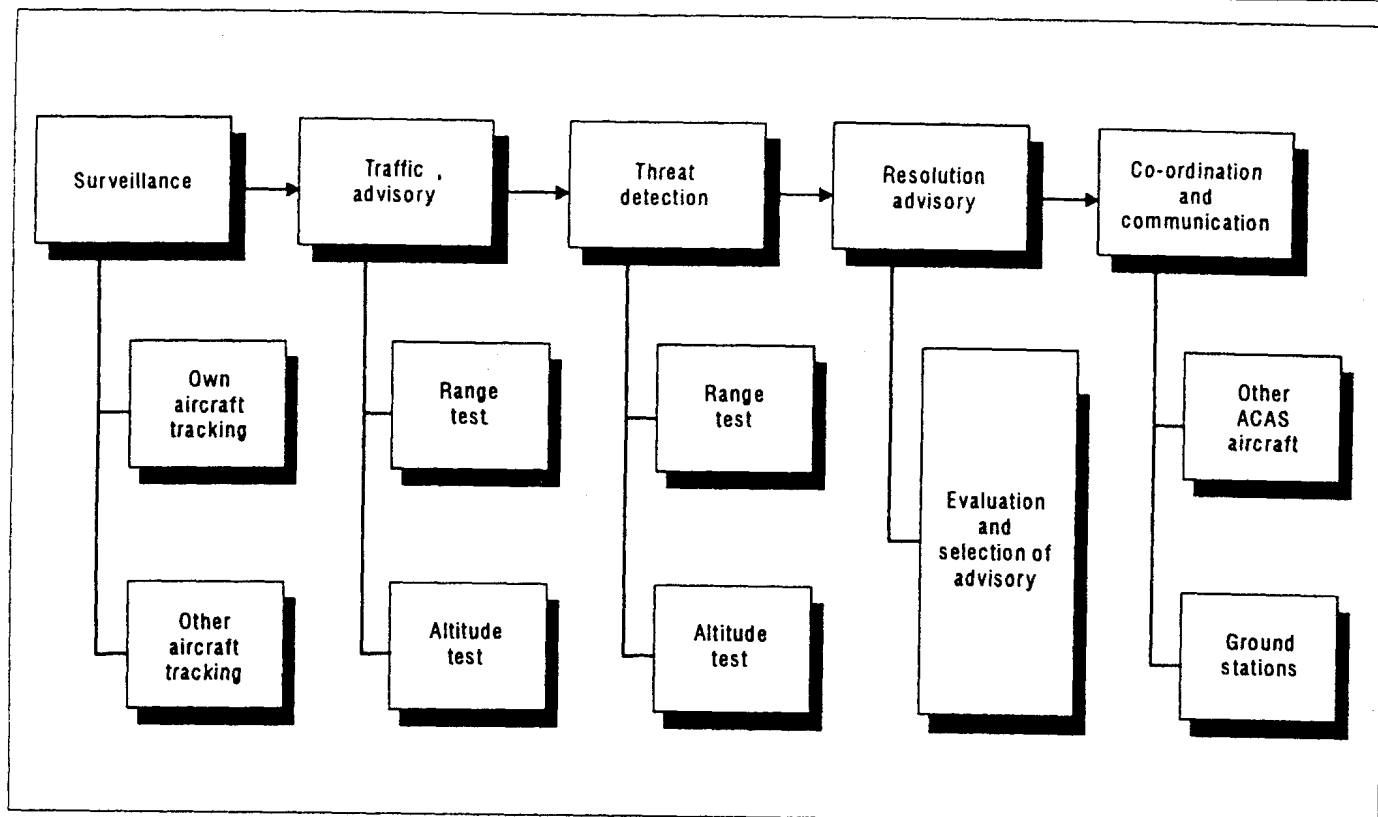 Surveillance
Traffic
advisory
Threat
detection
Resolution
advisory
Co-ordination
and
communication
Own
aircraft
tracking
Range
test
Range
test
Other
ACAS
aircraft
Evaluation
and
selection of
advisory
Other
aircraft
tracking
Altitude
test
Altitude
test
Ground
stations